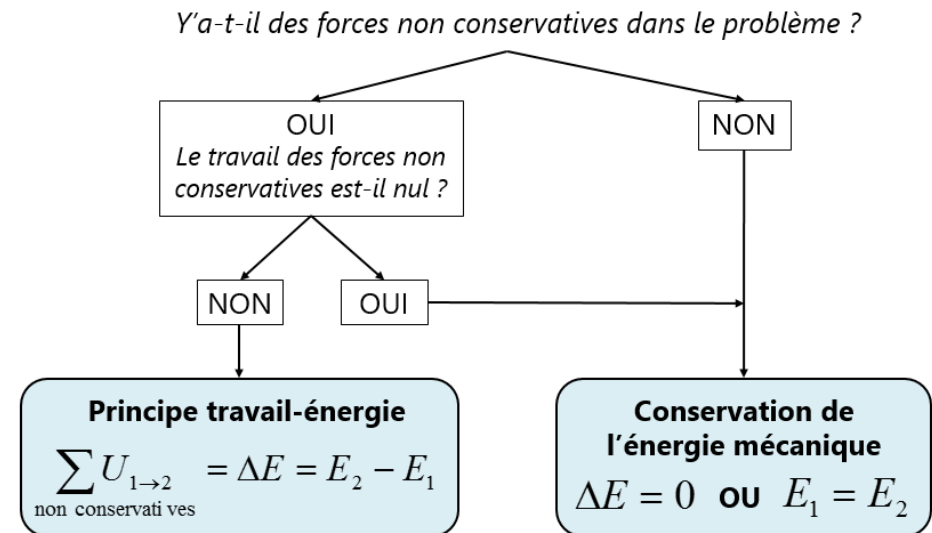 Y'a-t-il des forces non conservatives dans le problème ?
OUI
Le travail des forces non
conservatives est-il nul ?
NON
NON
OUI
Principe travail-énergie
∑ U₁→₂ = ΔE = E₂ − E₁
non conservati ves
Conservation de
l'énergie mécanique
ΔE = 0 OU E₁ = E₂